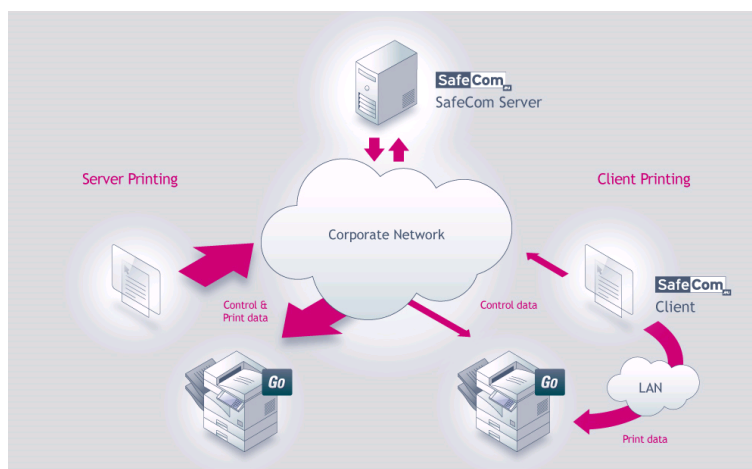 SafeCom
SafeCom Server
Server Printing
Client Printing
Corporate Network
SafeCom
Client
Control &
Print data
Control data
Go
Go
LAN
Print data